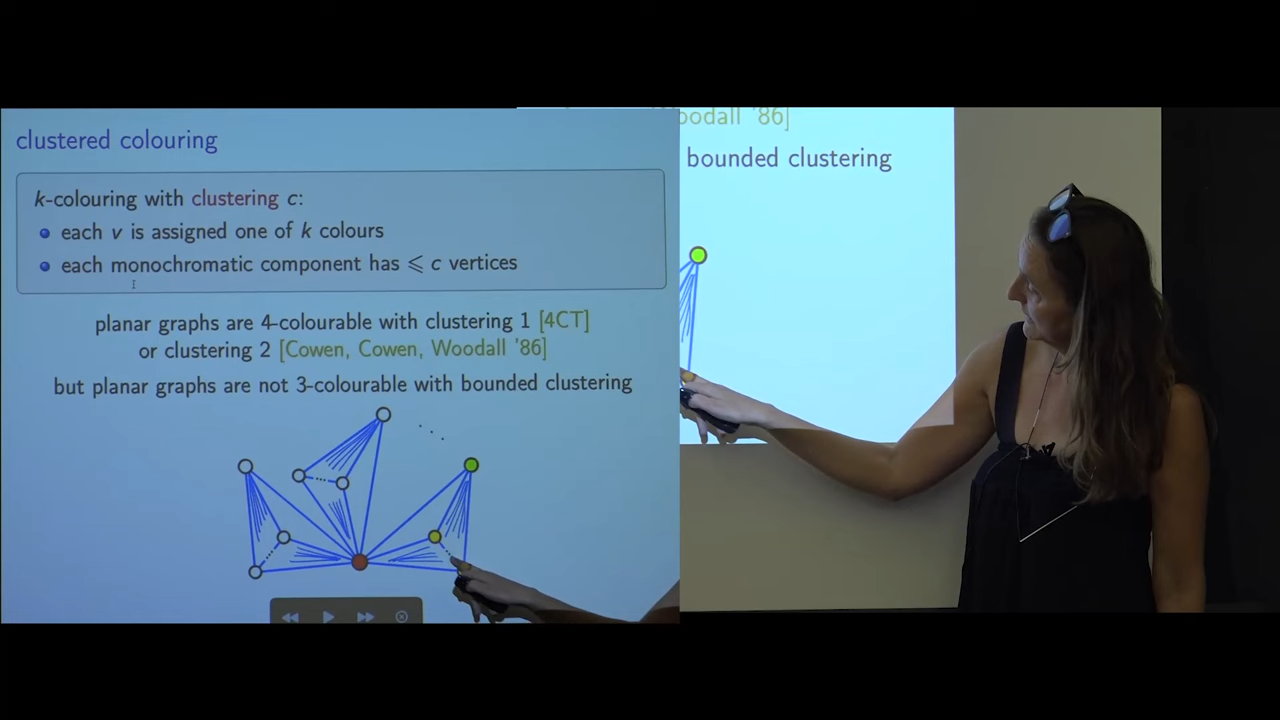 clustered colouring
k-colouring with clustering c:
each v is assigned one of k colours
each monochromatic component has ⩽ c vertices
planar graphs are 4-colourable with clustering 1 [4CT]
or clustering 2 [Cowen, Cowen, Woodall '86]
but planar graphs are not 3-colourable with bounded clustering
Woodall '86]
bounded clustering